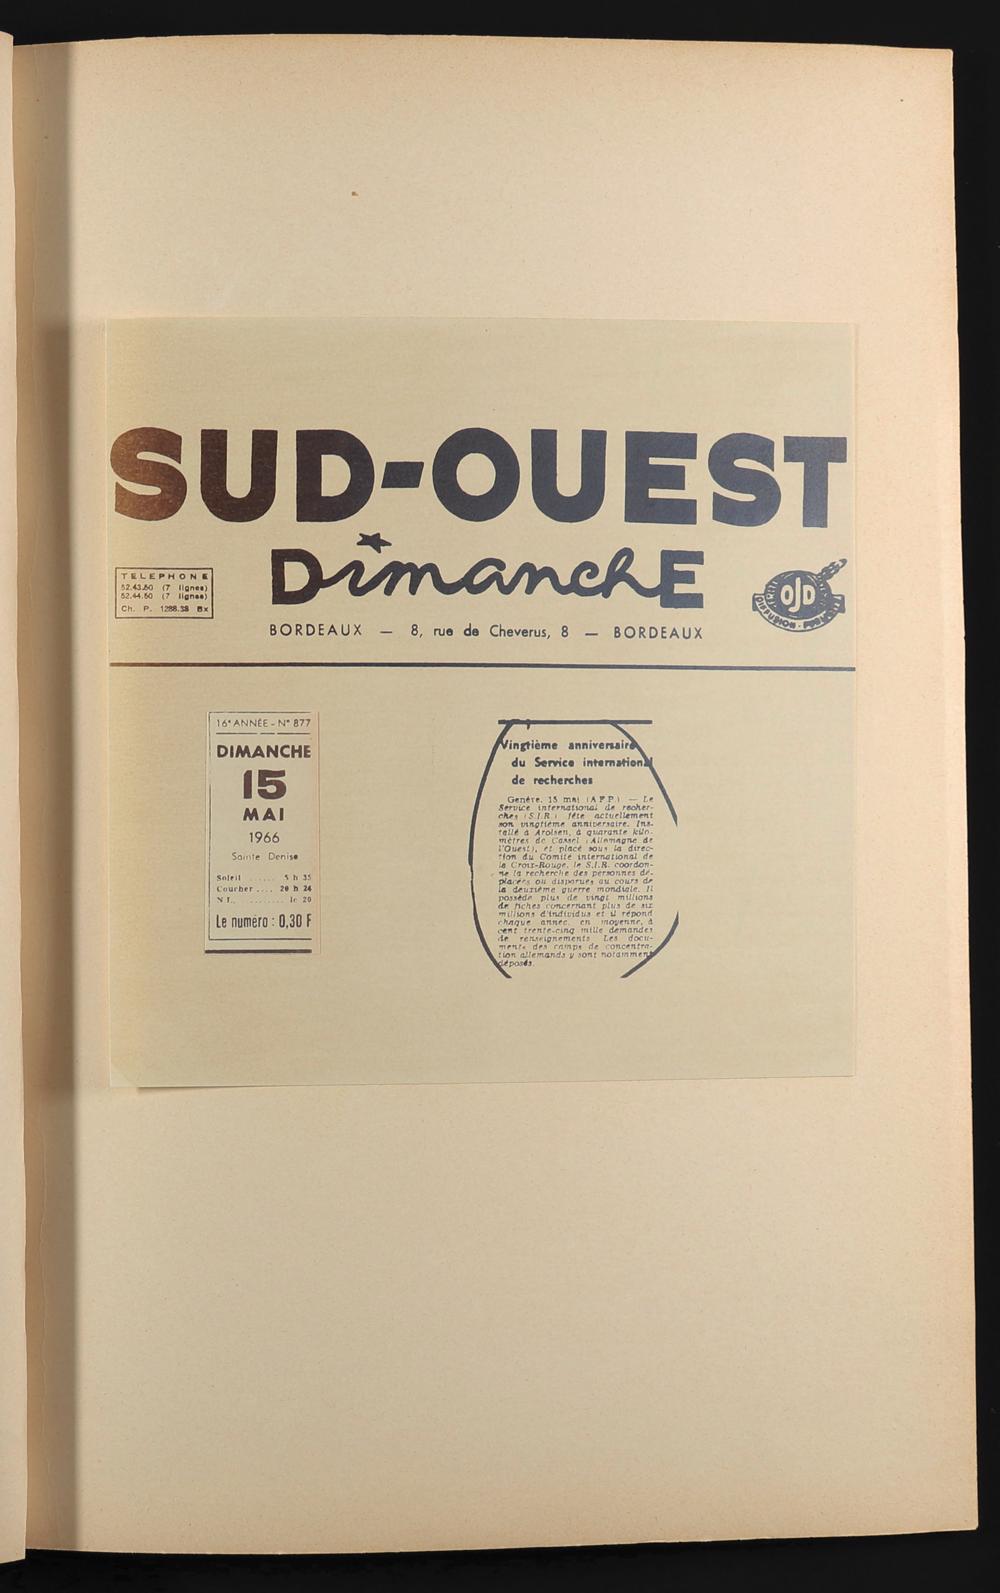 SUD-OUEST
DimanchE
TELEPHONE
52.43.50 (7 lignes)
52.44.50 (7 lignes)
Ch. P. 1288.38 Bx
BORDEAUX — 8, rue de Cheverus, 8 — BORDEAUX
OJD
DIFFUSION
16e ANNÉE - N° 877
DIMANCHE
15
MAI
1966
Sainte Denise
Soleil ...... 5 h 35
Coucher .... 20 h 24
N L. ......... le 20
Le numéro : 0,30 F
Vingtième anniversaire
du Service international
de recherches
Genève, 15 mai (A F P.) — Le
Service international de recher-
ches (S.I.R.) fête actuellement
son vingtième anniversaire. Ins-
tallé à Arolsen, à quarante kilo-
mètres de Cassel (Allemagne de
l'Ouest), et placé sous la direc-
tion du Comité international de
la Croix-Rouge, le S.I.R. coordon-
ne la recherche des personnes dé-
placées ou disparues au cours de
la deuxième guerre mondiale. Il
possède plus de vingt millions
de fiches concernant plus de six
millions d'individus et il répond
chaque année, en moyenne, à
cent trente-cinq mille demandes
de renseignements Les docu-
ments des camps de concentra-
tion allemands y sont notamment
déposés.